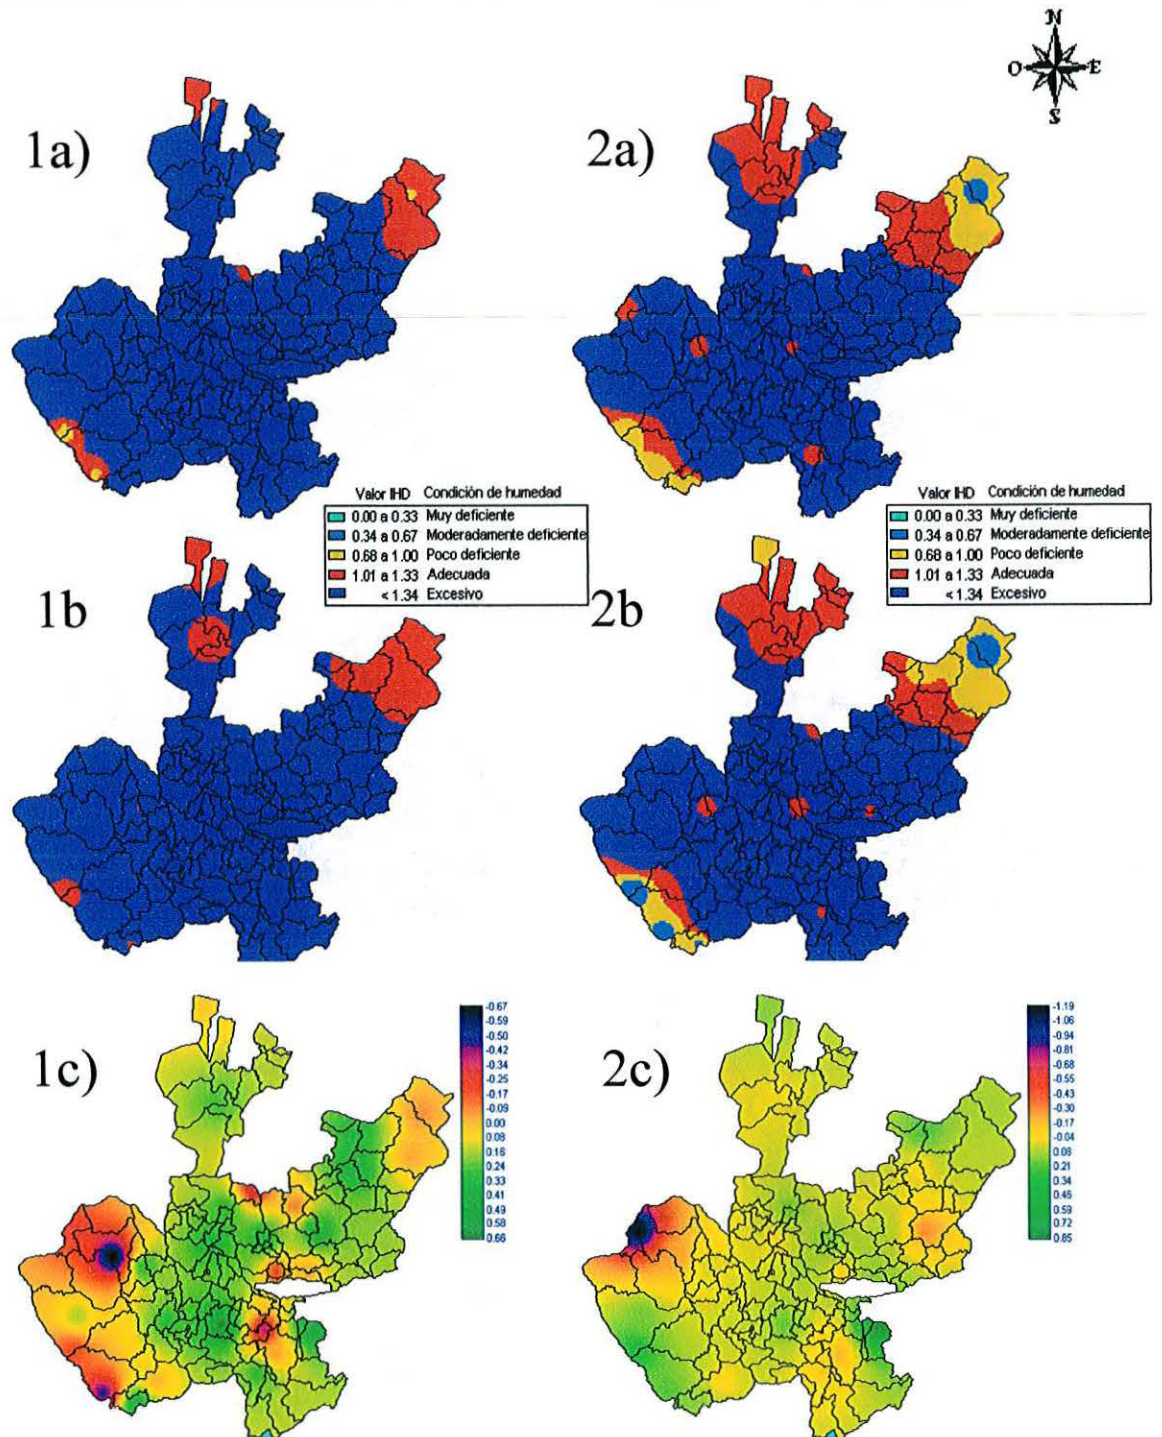 N
O E
S
1a)
2a)
Valor IHD Condición de humedad
0.00 a 0.33 Muy deficiente
0.34 a 0.67 Moderadamente deficiente
0.68 a 1.00 Poco deficiente
1.01 a 1.33 Adecuada
< 1.34 Excesivo
Valor IHD Condición de humedad
0.00 a 0.33 Muy deficiente
0.34 a 0.67 Moderadamente deficiente
0.68 a 1.00 Poco deficiente
1.01 a 1.33 Adecuada
< 1.34 Excesivo
1b
2b
1c)
-0.67
-0.59
-0.50
-0.42
-0.34
-0.25
-0.17
-0.09
0.00
0.08
0.16
0.24
0.33
0.41
0.49
0.58
0.66
2c)
-1.19
-1.06
-0.94
-0.81
-0.68
-0.55
-0.43
-0.30
-0.17
-0.04
0.08
0.21
0.34
0.46
0.59
0.72
0.85